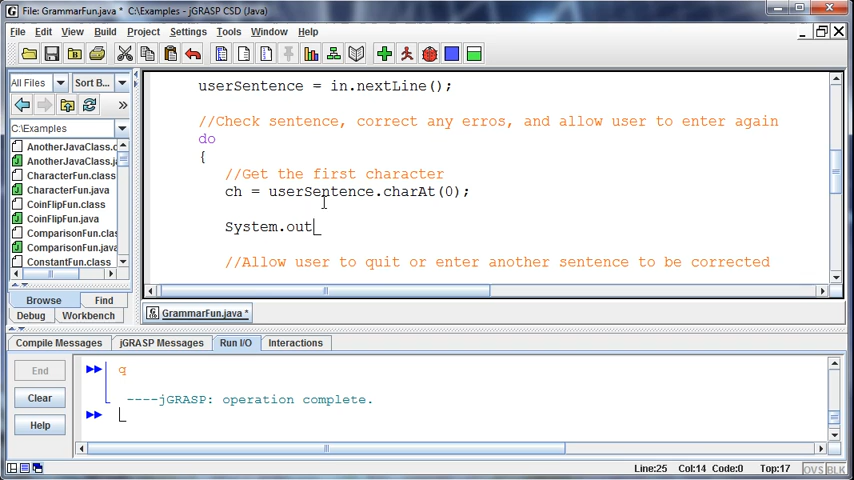 File: GrammarFun.java * C:\Examples - jGRASP CSD (Java)
File Edit View Build Project Settings Tools Window Help
All Files Sort B...
C:\Examples
AnotherJavaClass.c
AnotherJavaClass.j
CharacterFun.class
CharacterFun.java
CoinFlipFun.class
CoinFlipFun.java
ComparisonFun.class
ComparisonFun.java
ConstantFun.class
Browse Find
Debug Workbench
userSentence = in.nextLine();
//Check sentence, correct any erros, and allow user to enter again
do
{
//Get the first character
ch = userSentence.charAt(0);
System.out
//Allow user to quit or enter another sentence to be corrected
GrammarFun.java *
Compile Messages jGRASP Messages Run I/O Interactions
End
Clear
Help
q
----jGRASP: operation complete.
Line:25 Col:14 Code:0 Top:17 OVS BLK